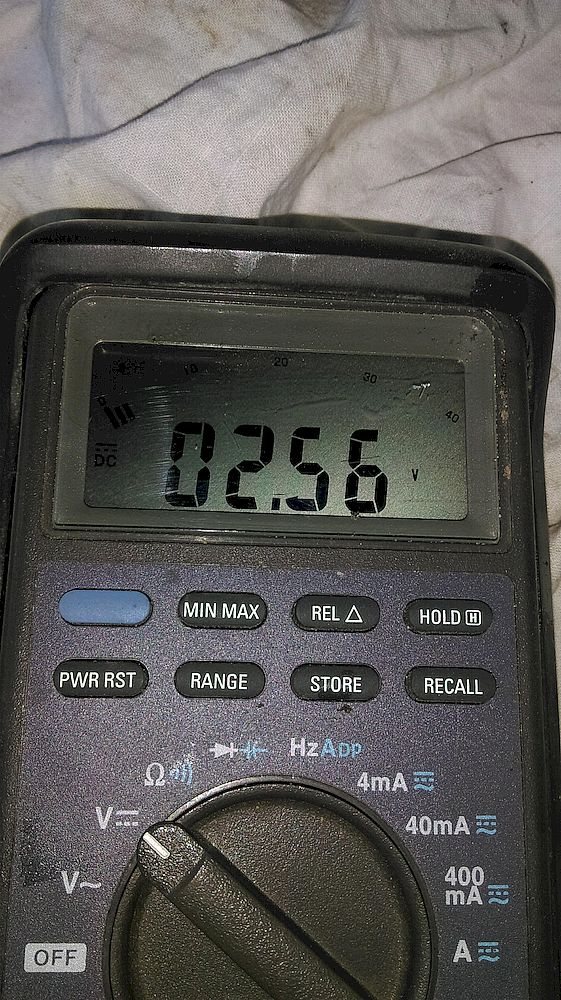 10 20 30 40
0
DC 02.56 V
MIN MAX REL △ HOLD H
PWR RST RANGE STORE RECALL
HzADP
Ω 4mA
V 40mA
V~ 400
mA
OFF A